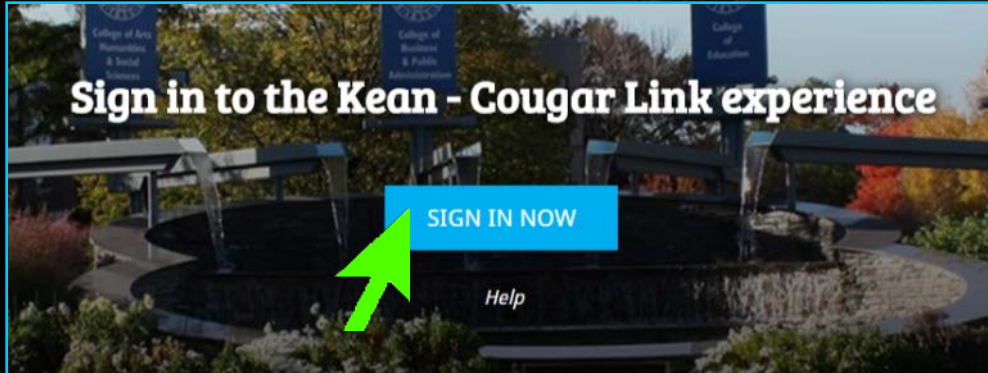 College of Arts
Humanities
& Social
Sciences
College of
Business
& Public
Administration
College
of
Education
Sign in to the Kean - Cougar Link experience
SIGN IN NOW
Help